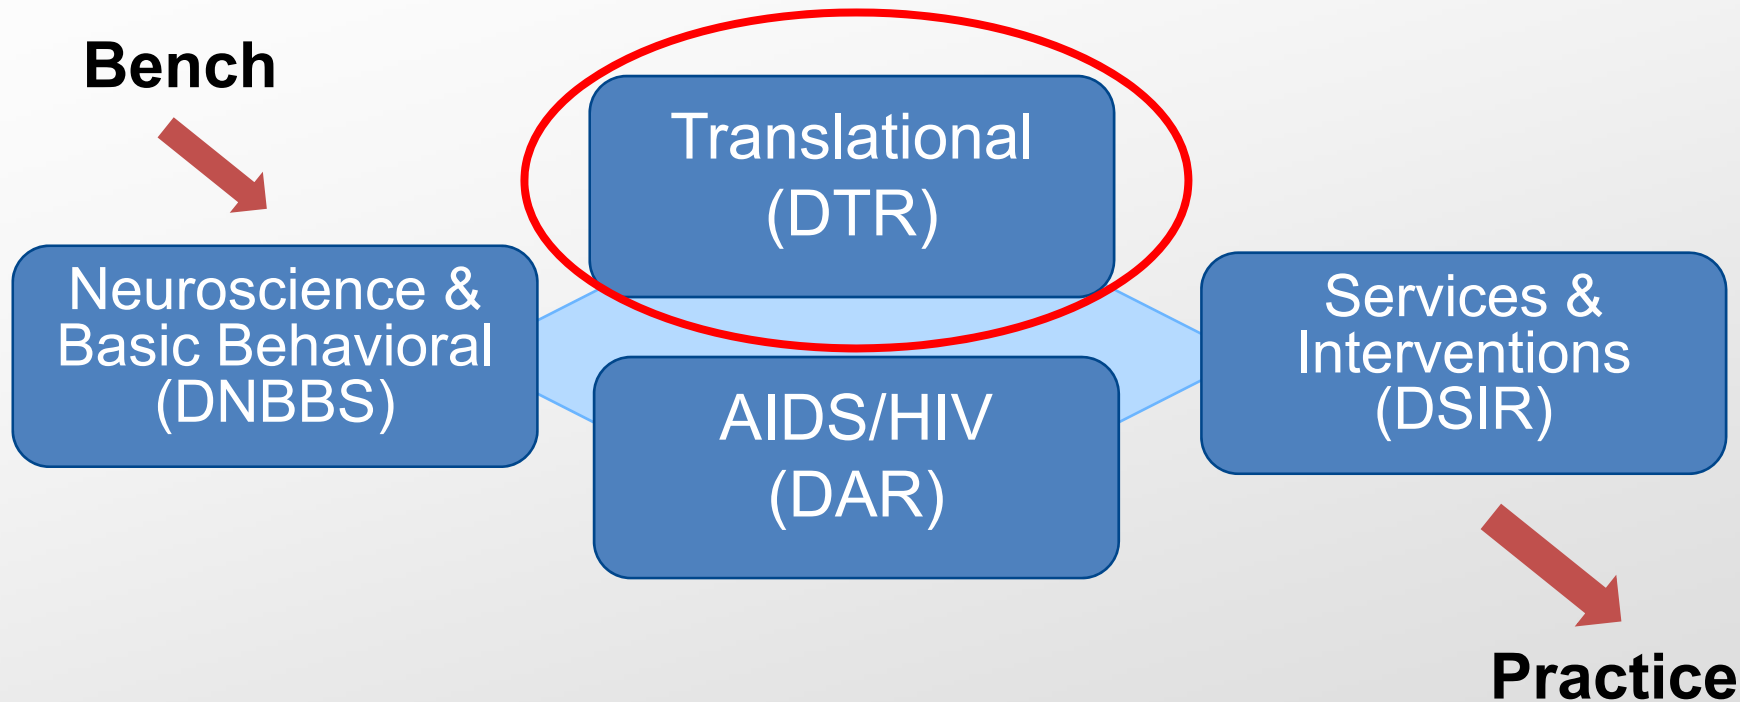 Bench
Translational
(DTR)
Neuroscience &
Basic Behavioral
(DNBBS)
AIDS/HIV
(DAR)
Services &
Interventions
(DSIR)
Practice